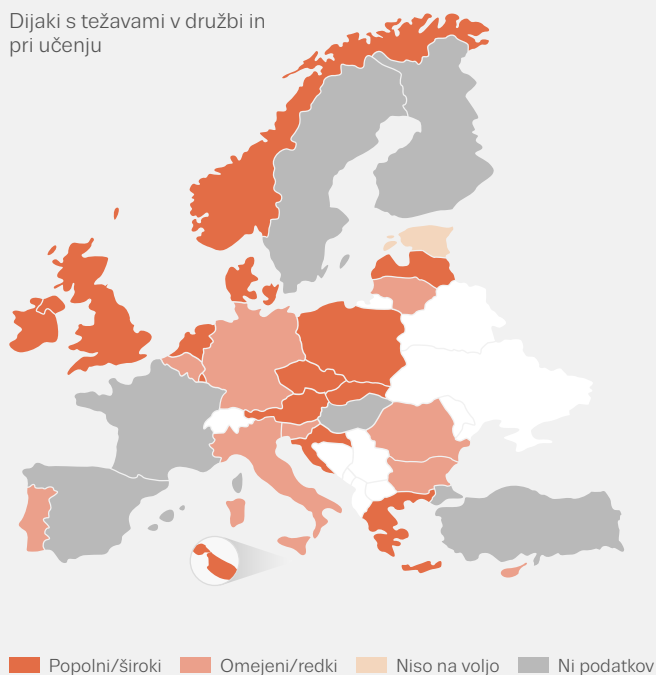 Dijaki s težavami v družbi in
pri učenju
Popolni/široki
Omejeni/redki
Niso na voljo
Ni podatkov